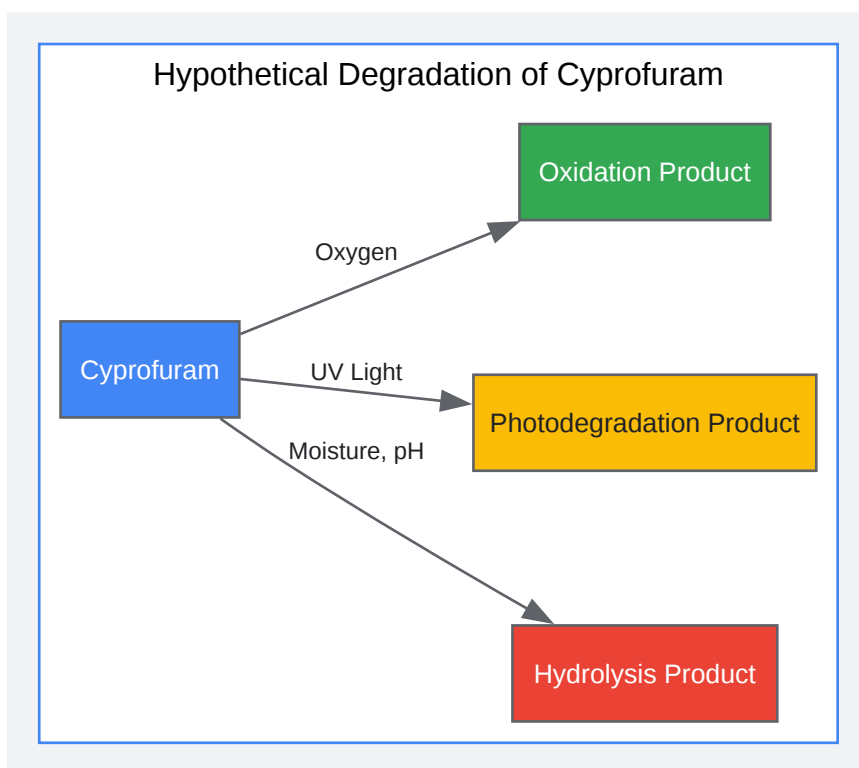 Hypothetical Degradation of Cyprofuram
Oxidation Product
Oxygen
Cyprofuram
UV Light
Photodegradation Product
Moisture, pH
Hydrolysis Product